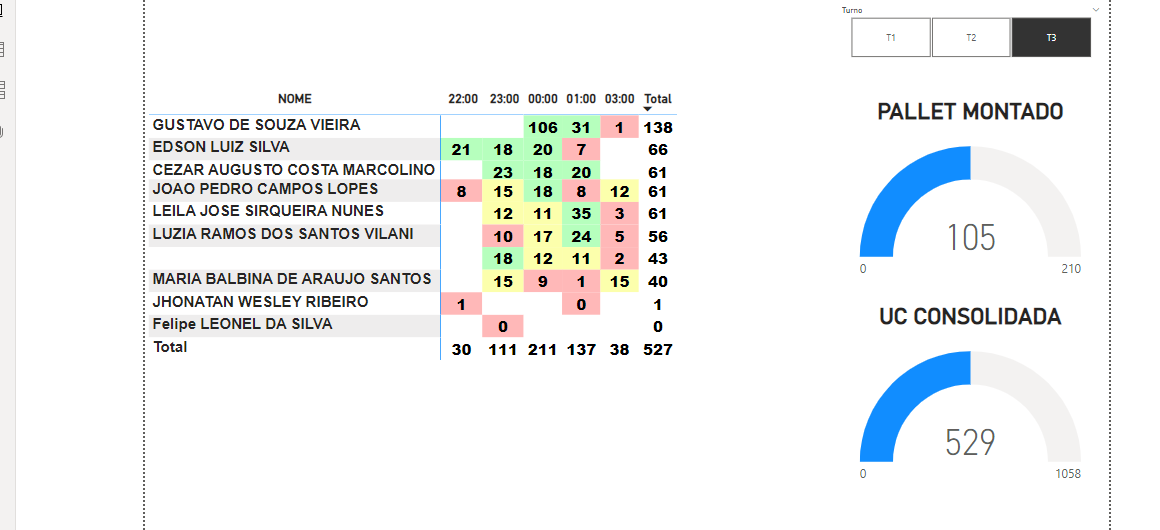 Turno
T1 T2 T3
NOME 22:00 23:00 00:00 01:00 03:00 Total
GUSTAVO DE SOUZA VIEIRA 106 31 1 138
EDSON LUIZ SILVA 21 18 20 7 66
CEZAR AUGUSTO COSTA MARCOLINO 23 18 20 61
JOAO PEDRO CAMPOS LOPES 8 15 18 8 12 61
LEILA JOSE SIRQUEIRA NUNES 12 11 35 3 61
LUZIA RAMOS DOS SANTOS VILANI 10 17 24 5 56
18 12 11 2 43
MARIA BALBINA DE ARAUJO SANTOS 15 9 1 15 40
JHONATAN WESLEY RIBEIRO 1 0 1
Felipe LEONEL DA SILVA 0 0
Total 30 111 211 137 38 527
PALLET MONTADO
105
0 210
UC CONSOLIDADA
529
0 1058